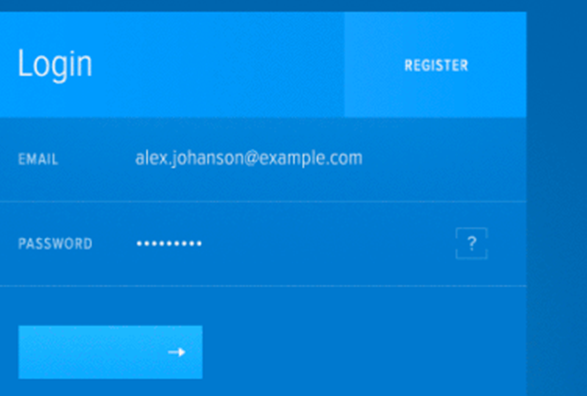 Login
REGISTER
EMAIL alex.johanson@example.com
PASSWORD •••••••••
?
→